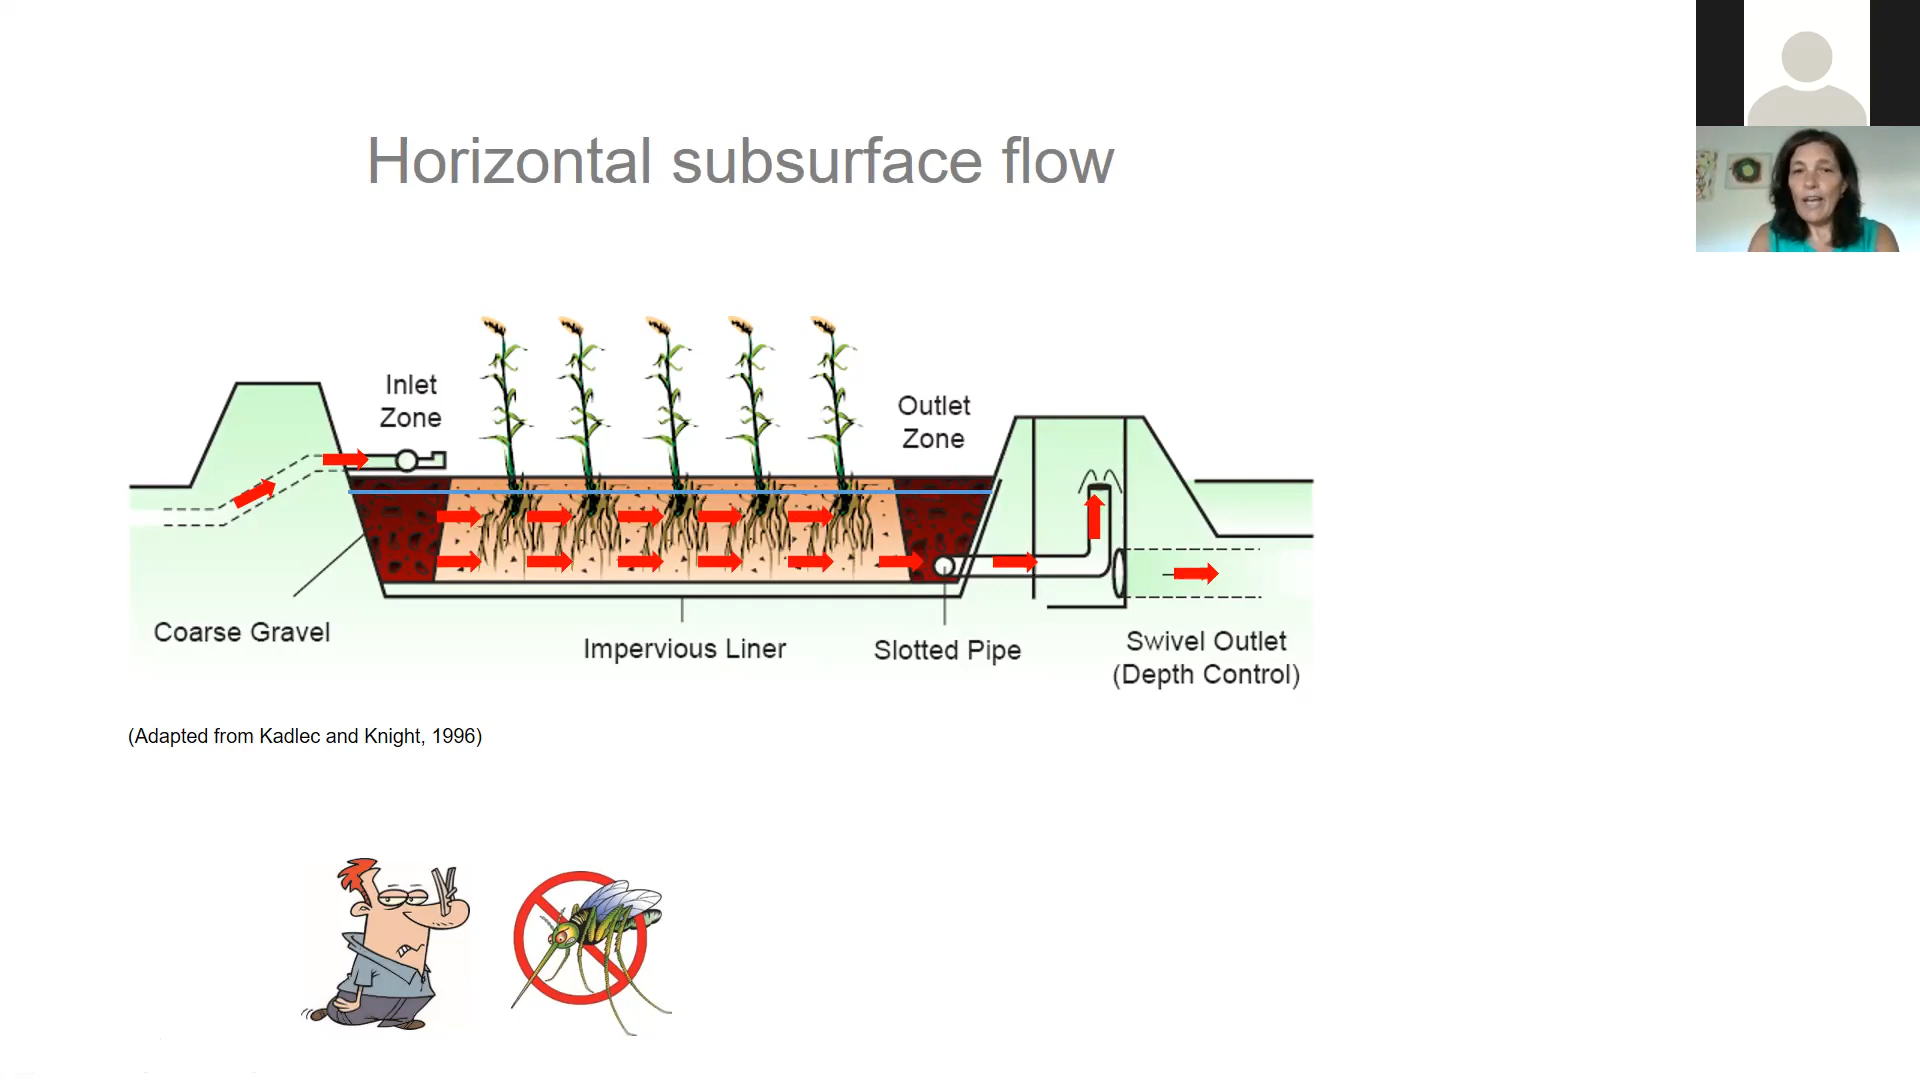 Horizontal subsurface flow
Inlet
Zone
Outlet
Zone
Coarse Gravel
Impervious Liner
Slotted Pipe
Swivel Outlet
(Depth Control)
(Adapted from Kadlec and Knight, 1996)